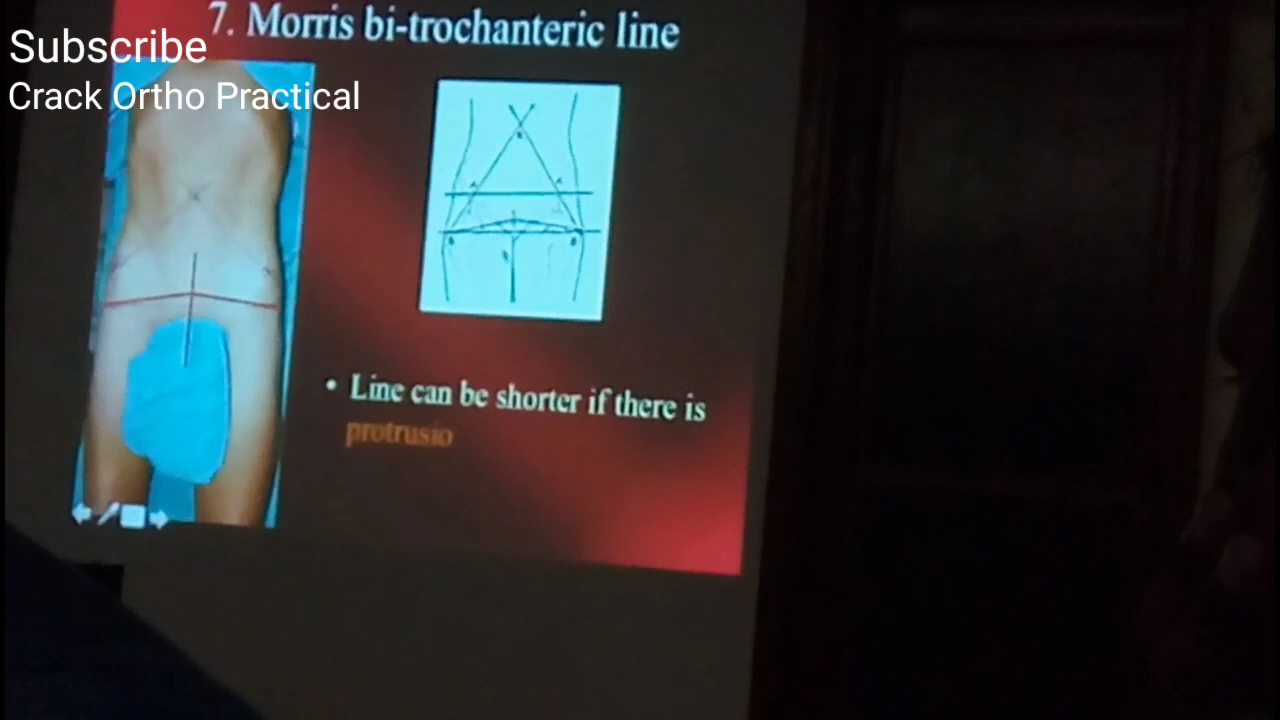 7. Morris bi-trochanteric line
Subscribe
Crack Ortho Practical
• Line can be shorter if there is
protrusio